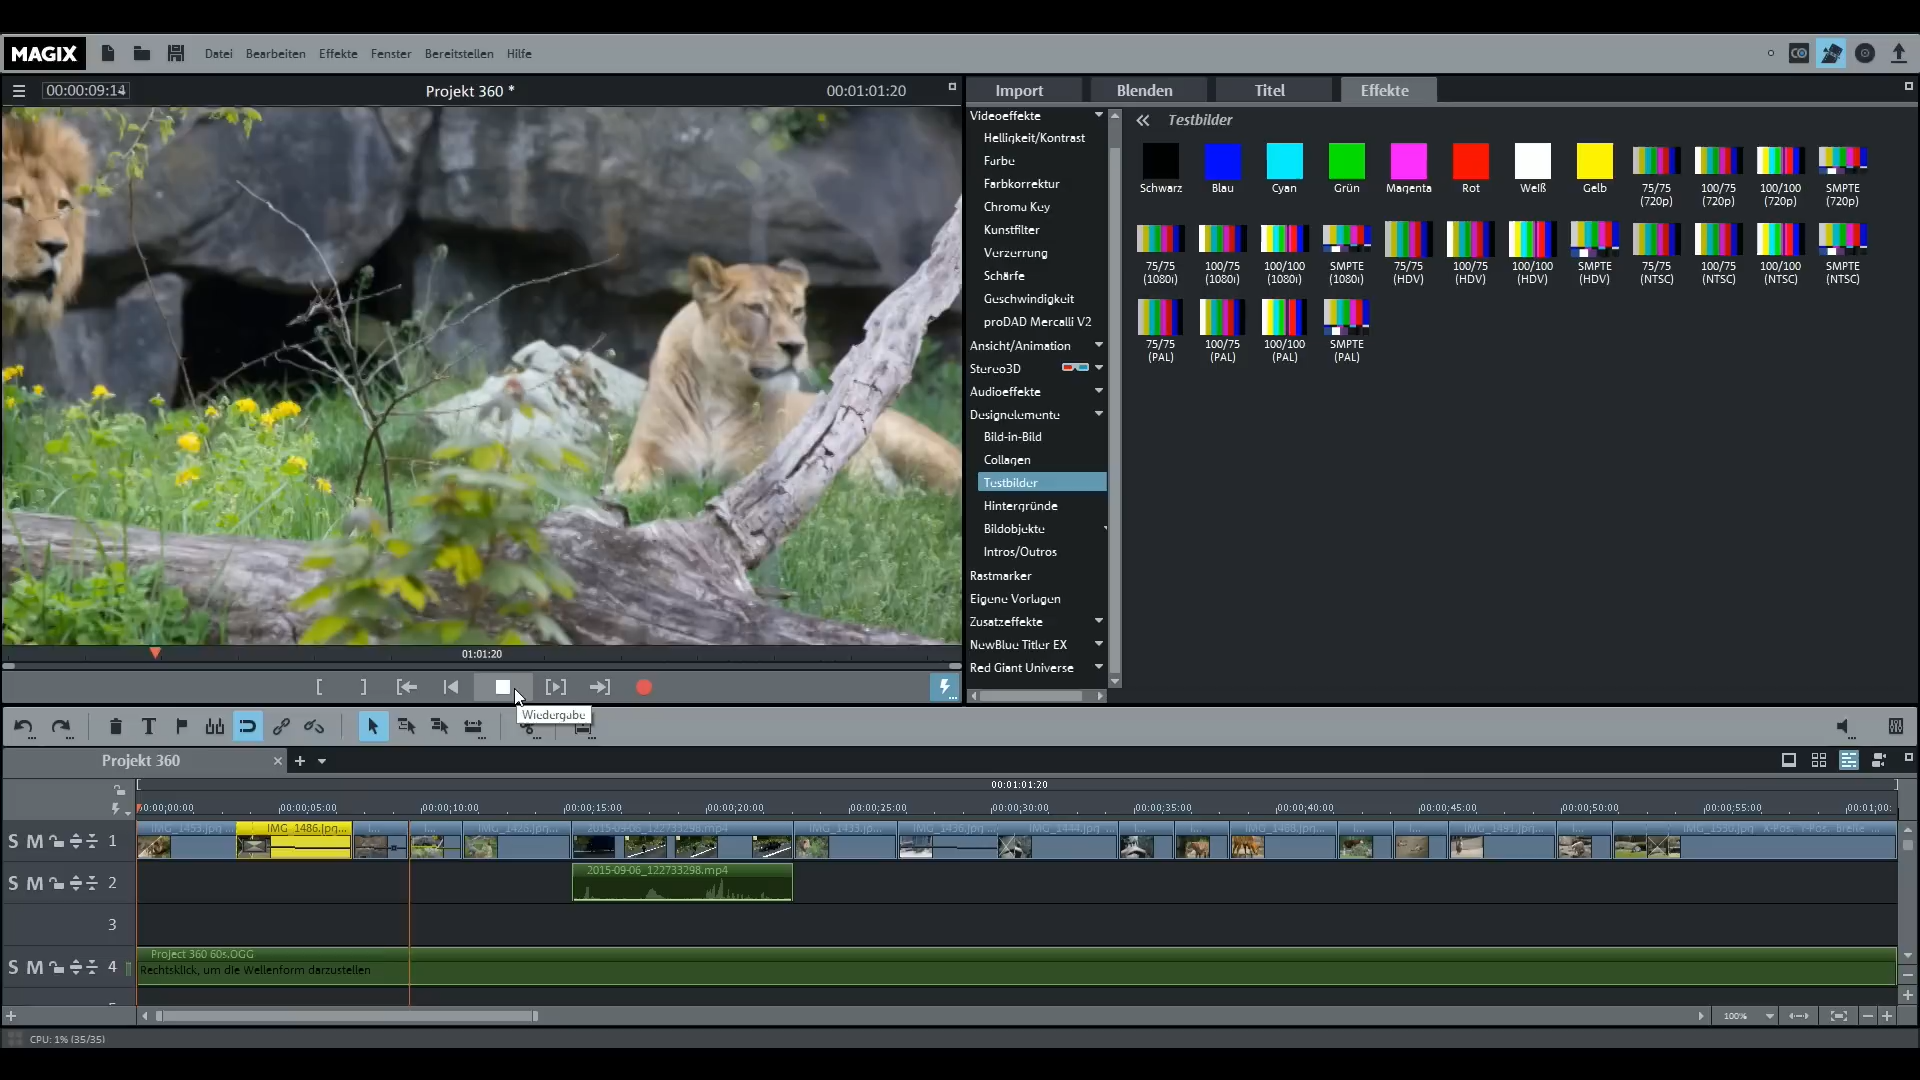 MAGIX
Datei Bearbeiten Effekte Fenster Bereitstellen Hilfe
00:00:09:14
Projekt 360 *
00:01:01:20
Import Blenden Titel Effekte
Videoeffekte
Helligkeit/Kontrast
Farbe
Farbkorrektur
Chroma Key
Kunstfilter
Verzerrung
Schärfe
Geschwindigkeit
proDAD Mercalli V2
Ansicht/Animation
Stereo3D
Audioeffekte
Designelemente
Bild-in-Bild
Collagen
Testbilder
Hintergründe
Bildobjekte
Intros/Outros
Rastmarker
Eigene Vorlagen
Zusatzeffekte
NewBlue Titler EX
Red Giant Universe
Testbilder
Schwarz Blau Cyan Grün Magenta Rot Weiß Gelb 75/75 100/75 100/100 SMPTE
(720p) (720p) (720p) (720p)
75/75 100/75 100/100 SMPTE 75/75 100/75 100/100 SMPTE 75/75 100/75 100/100 SMPTE
(1080i) (1080i) (1080i) (1080i) (HDV) (HDV) (HDV) (HDV) (NTSC) (NTSC) (NTSC) (NTSC)
75/75 100/75 100/100 SMPTE
(PAL) (PAL) (PAL) (PAL)
01:01:20
Wiedergabe
Projekt 360
00:01:01:20
00:00:00;00 00:00:05;00 00:00:10;00 00:00:15;00 00:00:20;00 00:00:25;00 00:00:30;00 00:00:35;00 00:00:40;00 00:00:45;00 00:00:50;00 00:00:55;00 00:01:00:
S M 1
IMG_1453.jpg ... IMG_1486.jpg... I... I... IMG_1428.jpg... 2015-09-06_122733298.mp4 IMG_1433.jp... IMG_1436.jpg ... IMG_1444.jpg ... I... I... IMG_1488.jpg... I... I... IMG_1491.jpg... I... IMG_1550.jpg X-Pos. Y-Pos. Breite ...
S M 2
2015-09-06_122733298.mp4
3
S M 4
Project 360 60s.OGG
Rechtsklick, um die Wellenform darzustellen
100%
CPU: 1% (35/35)